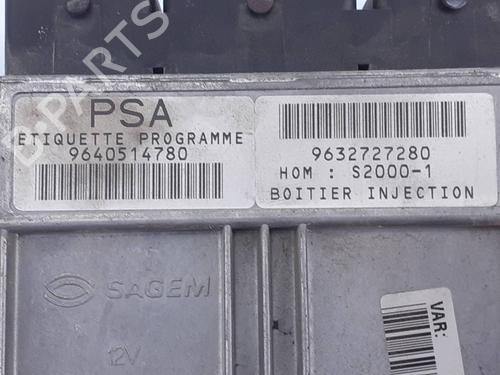 PSA
ETIQUETTE PROGRAMME
9640514780
9632727280
HOM : S2000-1
BOITIER INJECTION
SAGEM
12V
VAR:
B-PARTS